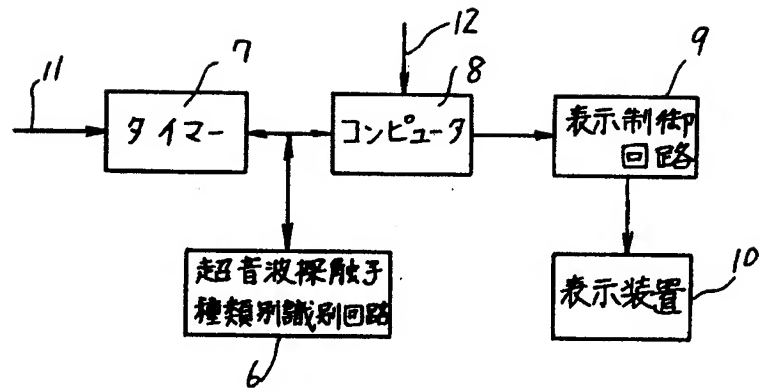 12
11
7
8
9
タイマー
コンピュータ
表示制御
回路
超音波探触子
種類別識別回路
表示装置
10
6